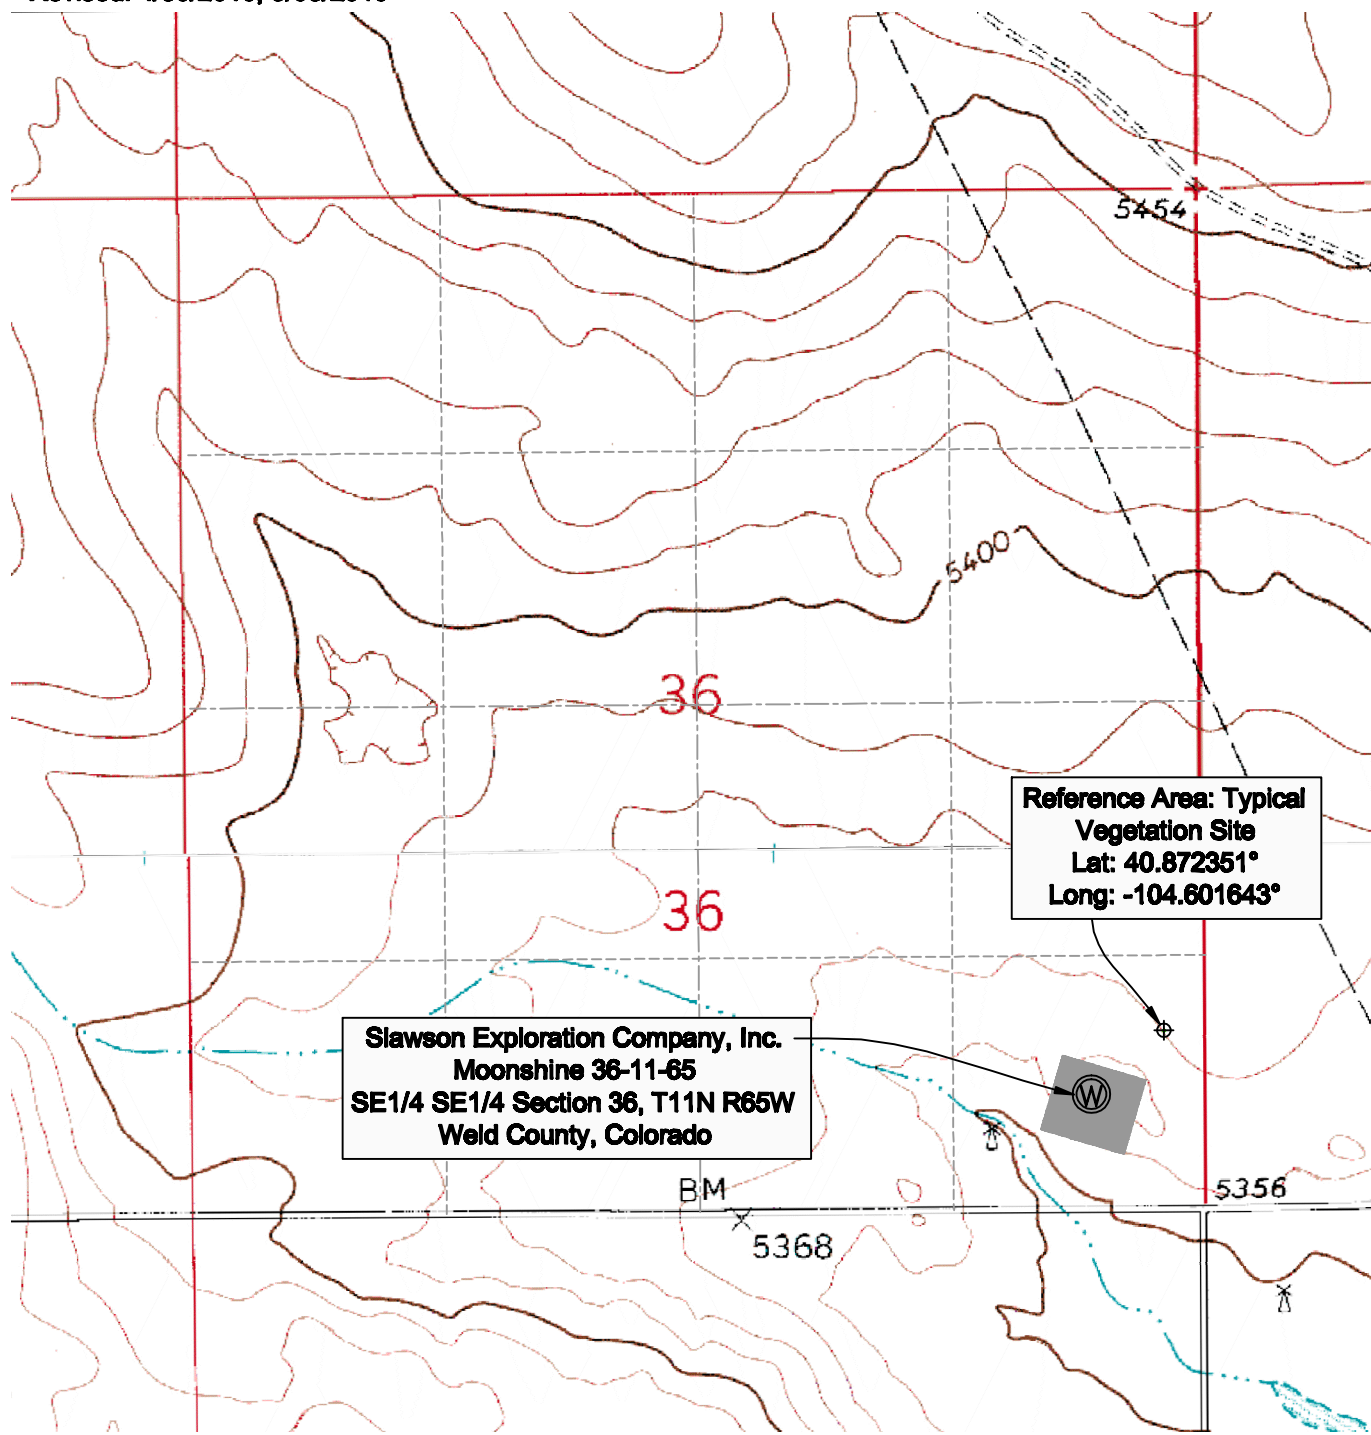 5454
5400
36
Reference Area: Typical
Vegetation Site
Lat: 40.872351°
Long: -104.601643°
36
Slawson Exploration Company, Inc.
Moonshine 36-11-65
SE1/4 SE1/4 Section 36, T11N R65W
Weld County, Colorado
W
BM
5356
5368